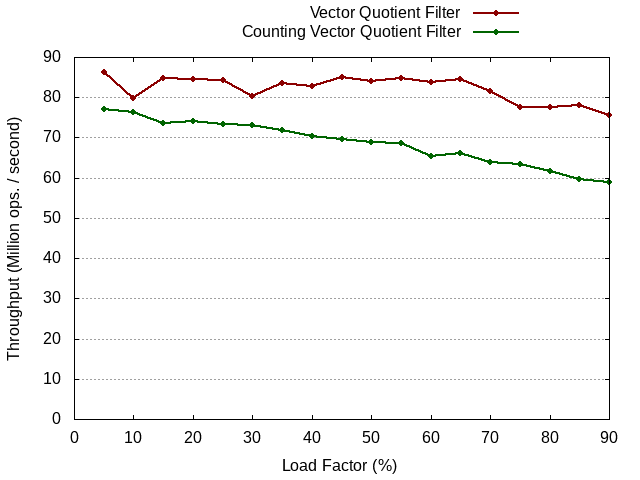 Vector Quotient Filter
Counting Vector Quotient Filter
90
80
70
60
50
40
30
20
10
0
Throughput (Million ops. / second)
0 10 20 30 40 50 60 70 80 90
Load Factor (%)